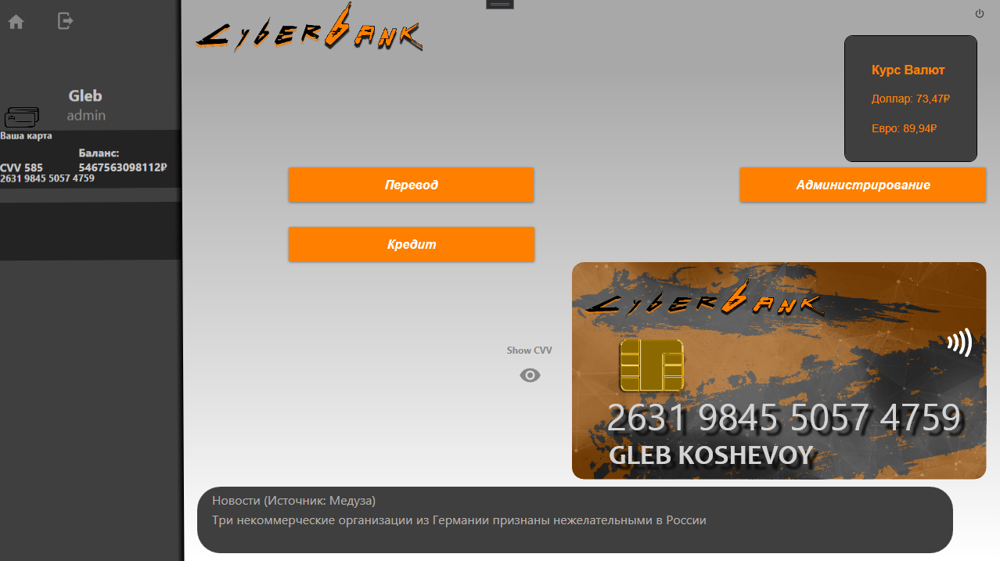 CyberBank
Курс Валют
Доллар: 73,47₽
Евро: 89,94₽
Gleb
admin
Ваша карта
Баланс:
CVV 585
5467563098112₽
2631 9845 5057 4759
Перевод
Администрирование
Кредит
CyberBank
Show CVV
2631 9845 5057 4759
GLEB KOSHEVOY
Новости (Источник: Медуза)
Три некоммерческие организации из Германии признаны нежелательными в России